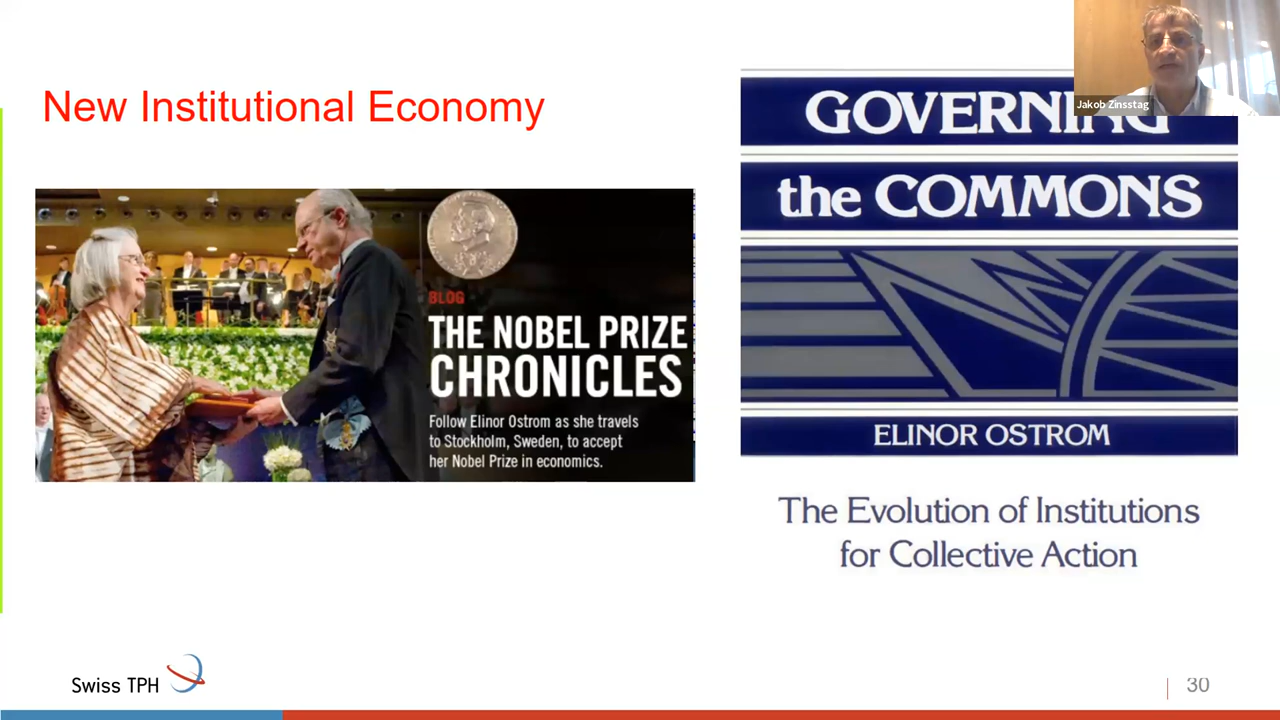 New Institutional Economy
BLOG
THE NOBEL PRIZE
CHRONICLES
Follow Elinor Ostrom as she travels
to Stockholm, Sweden, to accept
her Nobel Prize in economics.
Jakob Zinsstag
GOVERNING
the COMMONS
ELINOR OSTROM
The Evolution of Institutions
for Collective Action
Swiss TPH
30